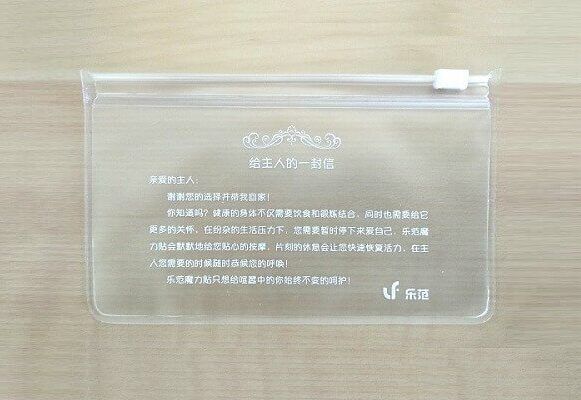 给主人的一封信
亲爱的主人：
谢谢您的选择并带我回家！
你知道吗？健康的身体不仅需要饮食和锻炼结合，同时也需要给它
更多的关怀，在纷杂的生活压力下，您需要暂时停下来爱自己，乐范魔
力贴会默默地给您贴心的按摩，片刻的休息会让您快速恢复活力，在主
人您需要的时候随时恭候您的呼唤！
乐范魔力贴只想给喧嚣中的你始终不变的呵护！
乐范